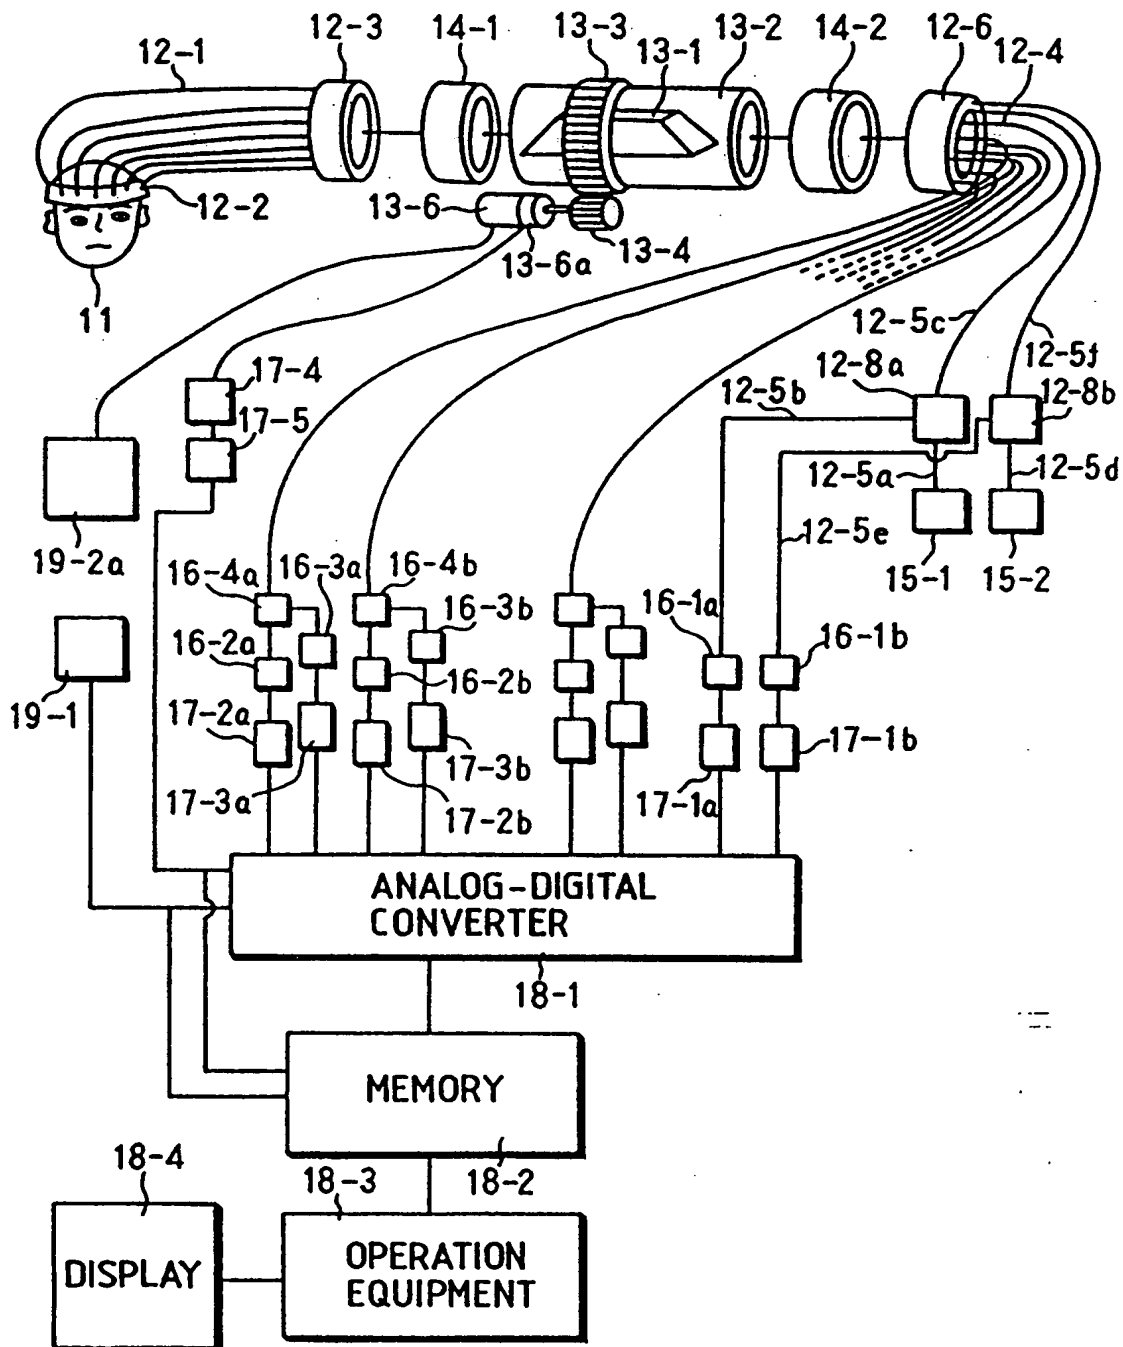 12-1
12-3
14-1
13-3
13-1
13-2
14-2
12-6
12-4
12-2
11
13-6
13-6a
13-4
12-5c
12-5f
12-8a
12-8b
12-5b
12-5a
12-5d
12-5e
15-1
15-2
17-4
17-5
19-2a
19-1
16-4a
16-3a
16-4b
16-3b
16-2a
16-2b
16-1a
16-1b
17-2a
17-3a
17-2b
17-3b
17-1a
17-1b
ANALOG-DIGITAL
CONVERTER
18-1
MEMORY
18-2
18-4
18-3
DISPLAY
OPERATION
EQUIPMENT